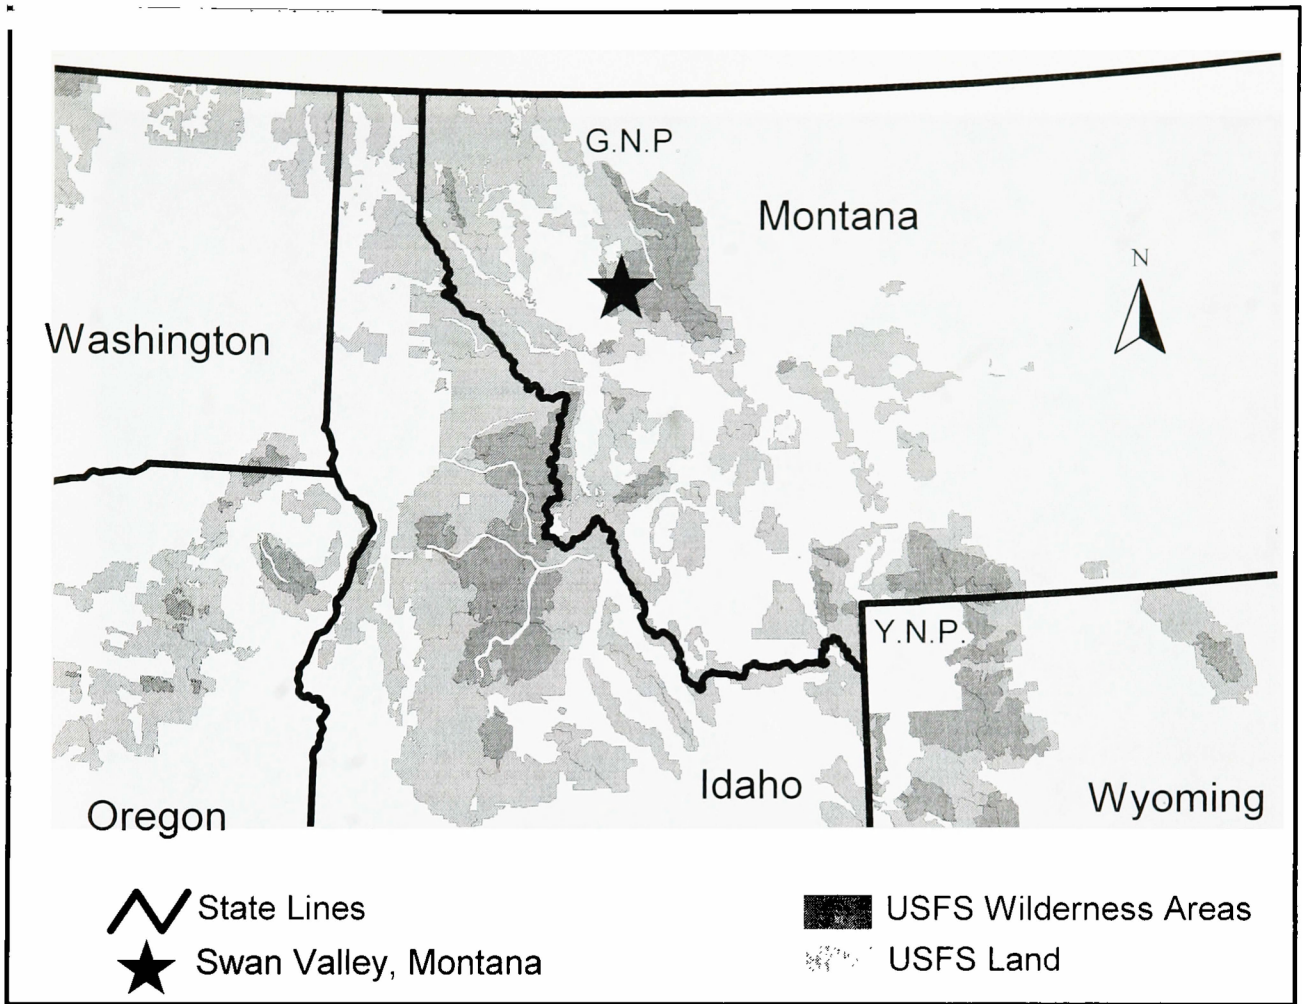 G.N.P.
Montana
N
Washington
Y.N.P.
Idaho
Wyoming
Oregon
State Lines
USFS Wilderness Areas
Swan Valley, Montana
USFS Land